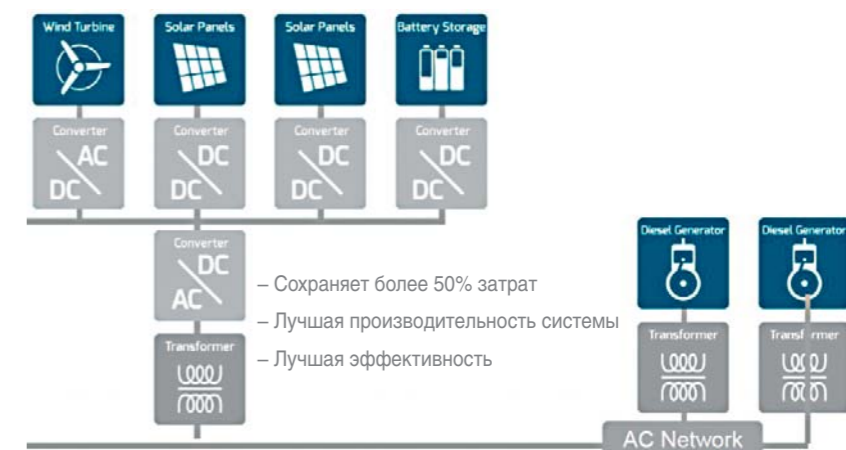 Wind Turbine
Solar Panels
Solar Panels
Battery Storage
Converter
AC
DC
Converter
DC
DC
Converter
DC
DC
Converter
DC
DC
Converter
DC
AC
Diesel Generator
Diesel Generator
– Сохраняет более 50% затрат
– Лучшая производительность системы
– Лучшая эффективность
Transformer
Transformer
Transformer
AC Network